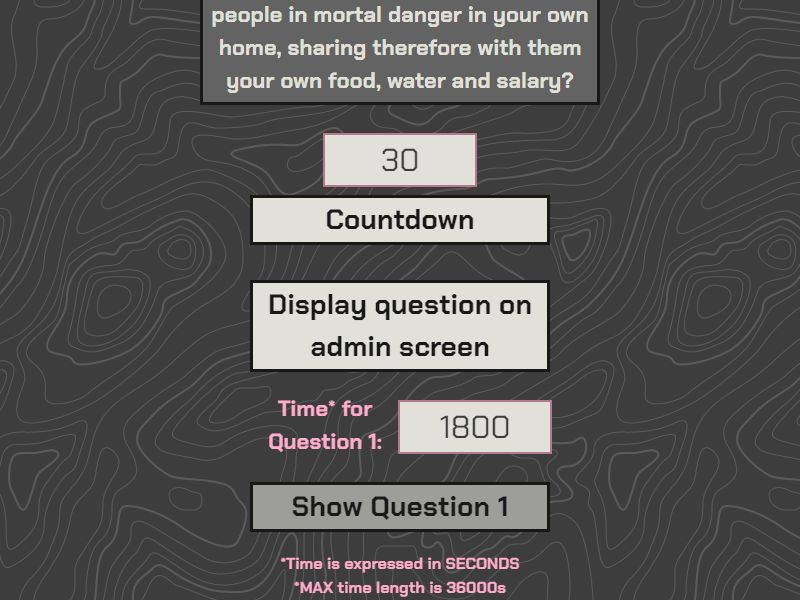 people in mortal danger in your own
home, sharing therefore with them
your own food, water and salary?
30
Countdown
Display question on
admin screen
Time* for
Question 1:
1800
Show Question 1
*Time is expressed in SECONDS
*MAX time length is 36000s